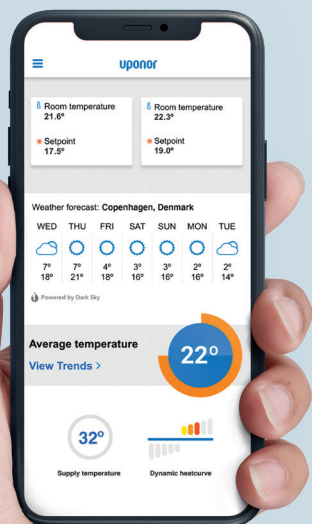 uponor
Room temperature
21.6°
Setpoint
17.5°
Room temperature
22.3°
Setpoint
19.0°
Weather forecast: Copenhagen, Denmark
WED THU FRI SAT SUN MON TUE
7° 7° 4° 3° 3° 2° 2°
18° 21° 18° 16° 16° 16° 14°
Powered by Dark Sky
Average temperature
View Trends >
22°
32°
Supply temperature
Dynamic heatcurve